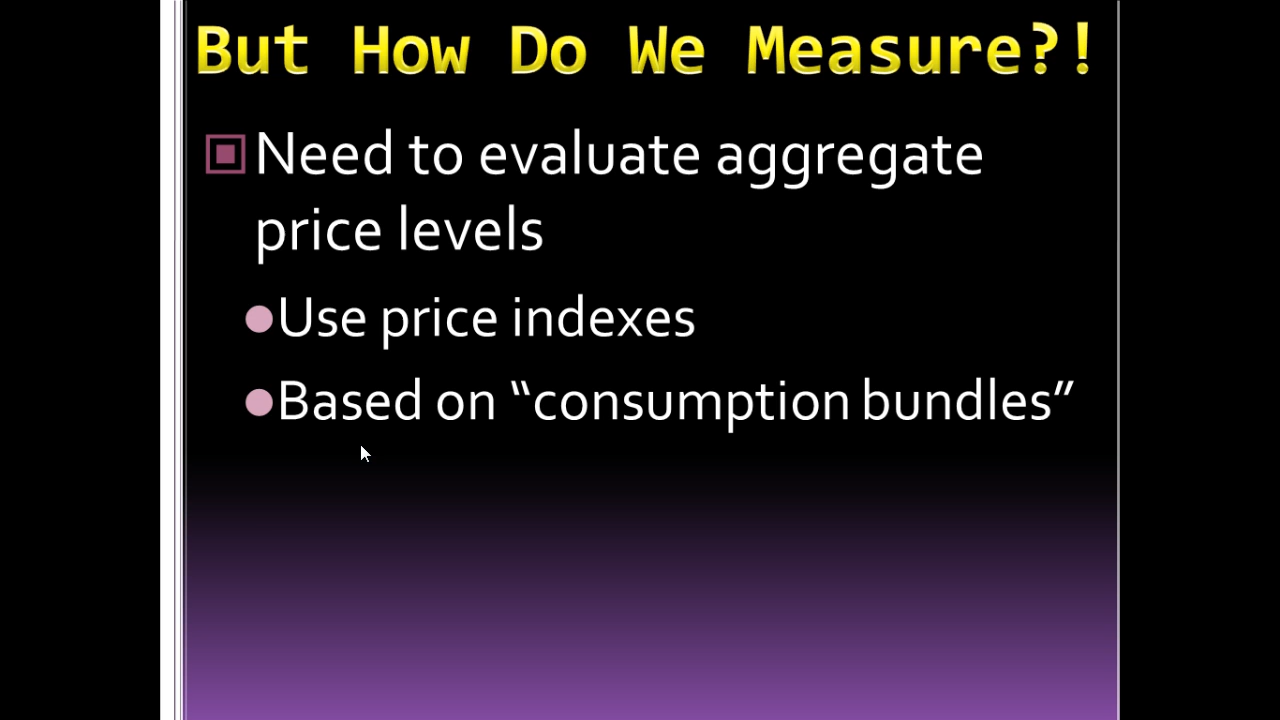 But How Do We Measure?!
Need to evaluate aggregate
price levels
Use price indexes
Based on “consumption bundles”